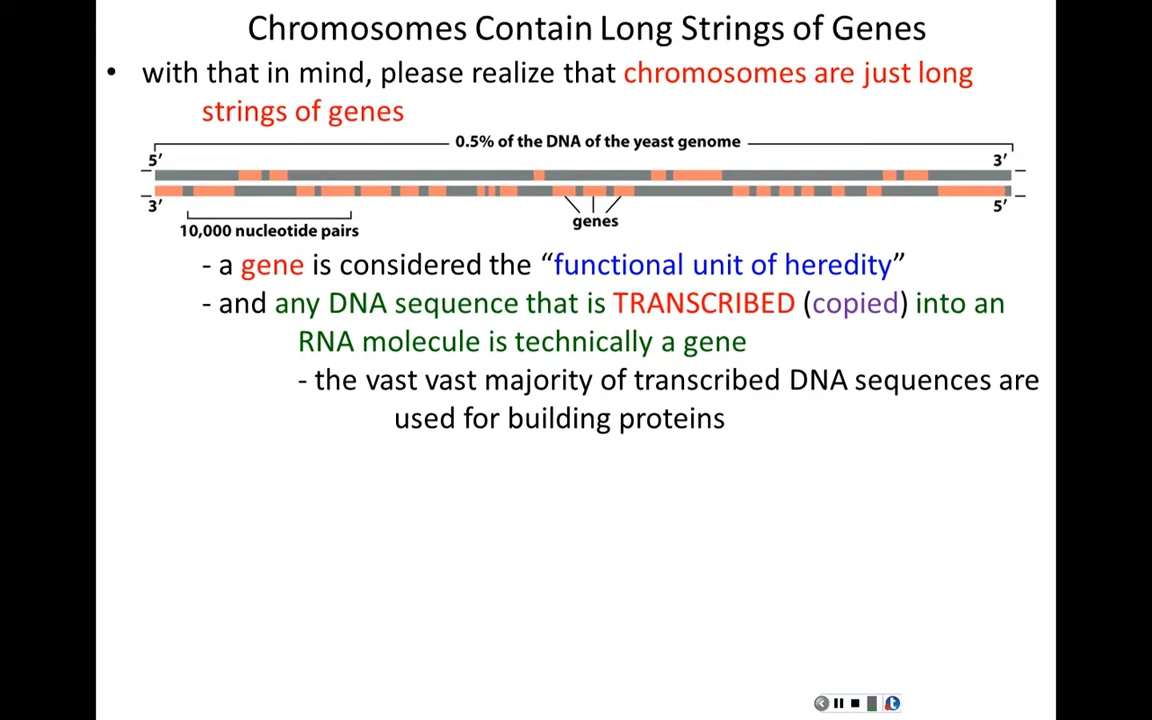 Chromosomes Contain Long Strings of Genes
• with that in mind, please realize that chromosomes are just long
strings of genes
0.5% of the DNA of the yeast genome
5′ 3′
3′ 5′
genes
10,000 nucleotide pairs
- a gene is considered the “functional unit of heredity”
- and any DNA sequence that is TRANSCRIBED (copied) into an
RNA molecule is technically a gene
- the vast vast majority of transcribed DNA sequences are
used for building proteins
t